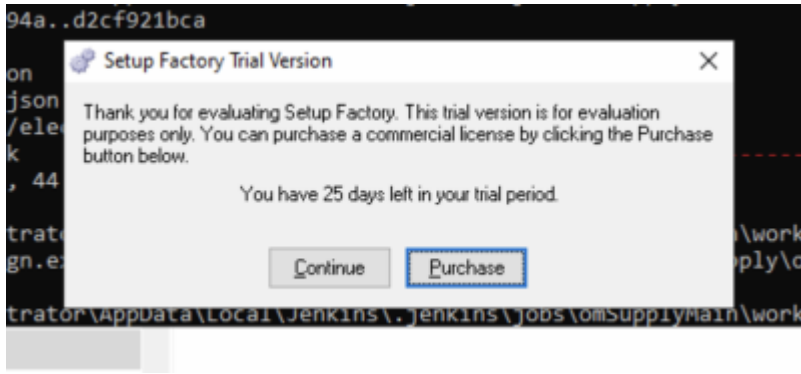 94a..d2cf921bca
Setup Factory Trial Version
on
json
Thank you for evaluating Setup Factory. This trial version is for evaluation
/ele
purposes only. You can purchase a commercial license by clicking the Purchase
k
button below.
, 44
You have 25 days left in your trial period.
trat
\work
gn.e
Continue
Purchase
pply\
trator\AppData\Local\Jenkins\.jenkins\jobs\omSupplyMain\work